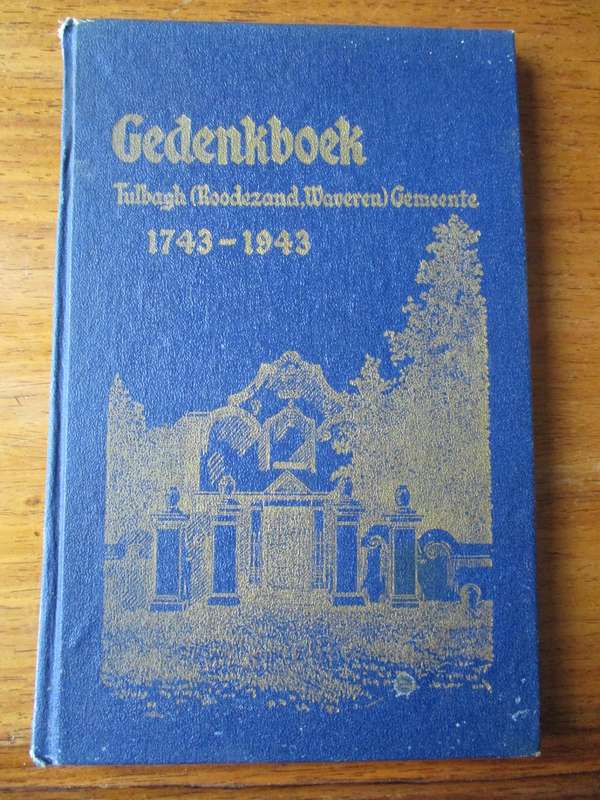 Gedenkboek
Tulbagh (Roodezand, Waveren) Gemeente
1743 - 1943